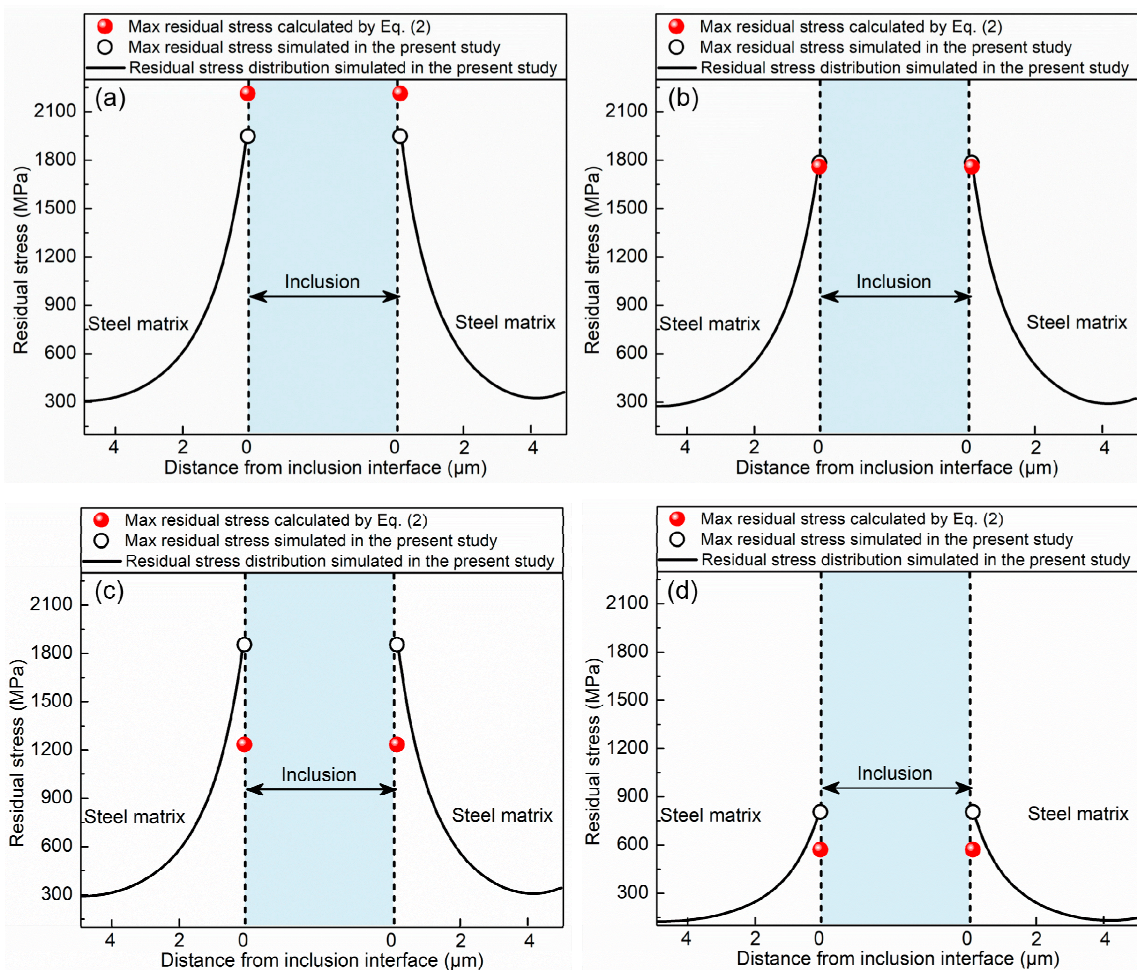 Max residual stress calculated by Eq. (2)
Max residual stress simulated in the present study
Residual stress distribution simulated in the present study
(a)
2100
1800
1500
1200
900
600
300
Residual stress (MPa)
Inclusion
Steel matrix
Steel matrix
4 2 0 0 2 4
Distance from inclusion interface (μm)
Max residual stress calculated by Eq. (2)
Max residual stress simulated in the present study
Residual stress distribution simulated in the present study
(b)
2100
1800
1500
1200
900
600
300
Residual stress (MPa)
Inclusion
Steel matrix
Steel matrix
4 2 0 0 2 4
Distance from inclusion interface (μm)
Max residual stress calculated by Eq. (2)
Max residual stress simulated in the present study
Residual stress distribution simulated in the present study
(c)
2100
1800
1500
1200
900
600
300
Residual stress (MPa)
Inclusion
Steel matrix
Steel matrix
4 2 0 0 2 4
Distance from inclusion interface (μm)
Max residual stress calculated by Eq. (2)
Max residual stress simulated in the present study
Residual stress distribution simulated in the present study
(d)
2100
1800
1500
1200
900
600
300
Residual stress (MPa)
Inclusion
Steel matrix
Steel matrix
4 2 0 0 2 4
Distance from inclusion interface (μm)